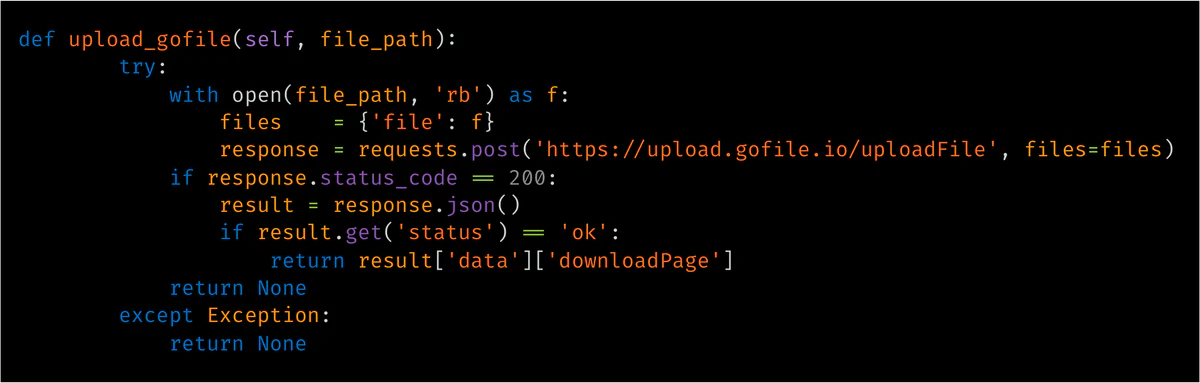 def upload_gofile(self, file_path):
        try:
            with open(file_path, 'rb') as f:
                files    = {'file': f}
                response = requests.post('https://upload.gofile.io/uploadFile', files=files)
            if response.status_code == 200:
                result = response.json()
                if result.get('status') == 'ok':
                    return result['data']['downloadPage']
            return None
        except Exception:
            return None